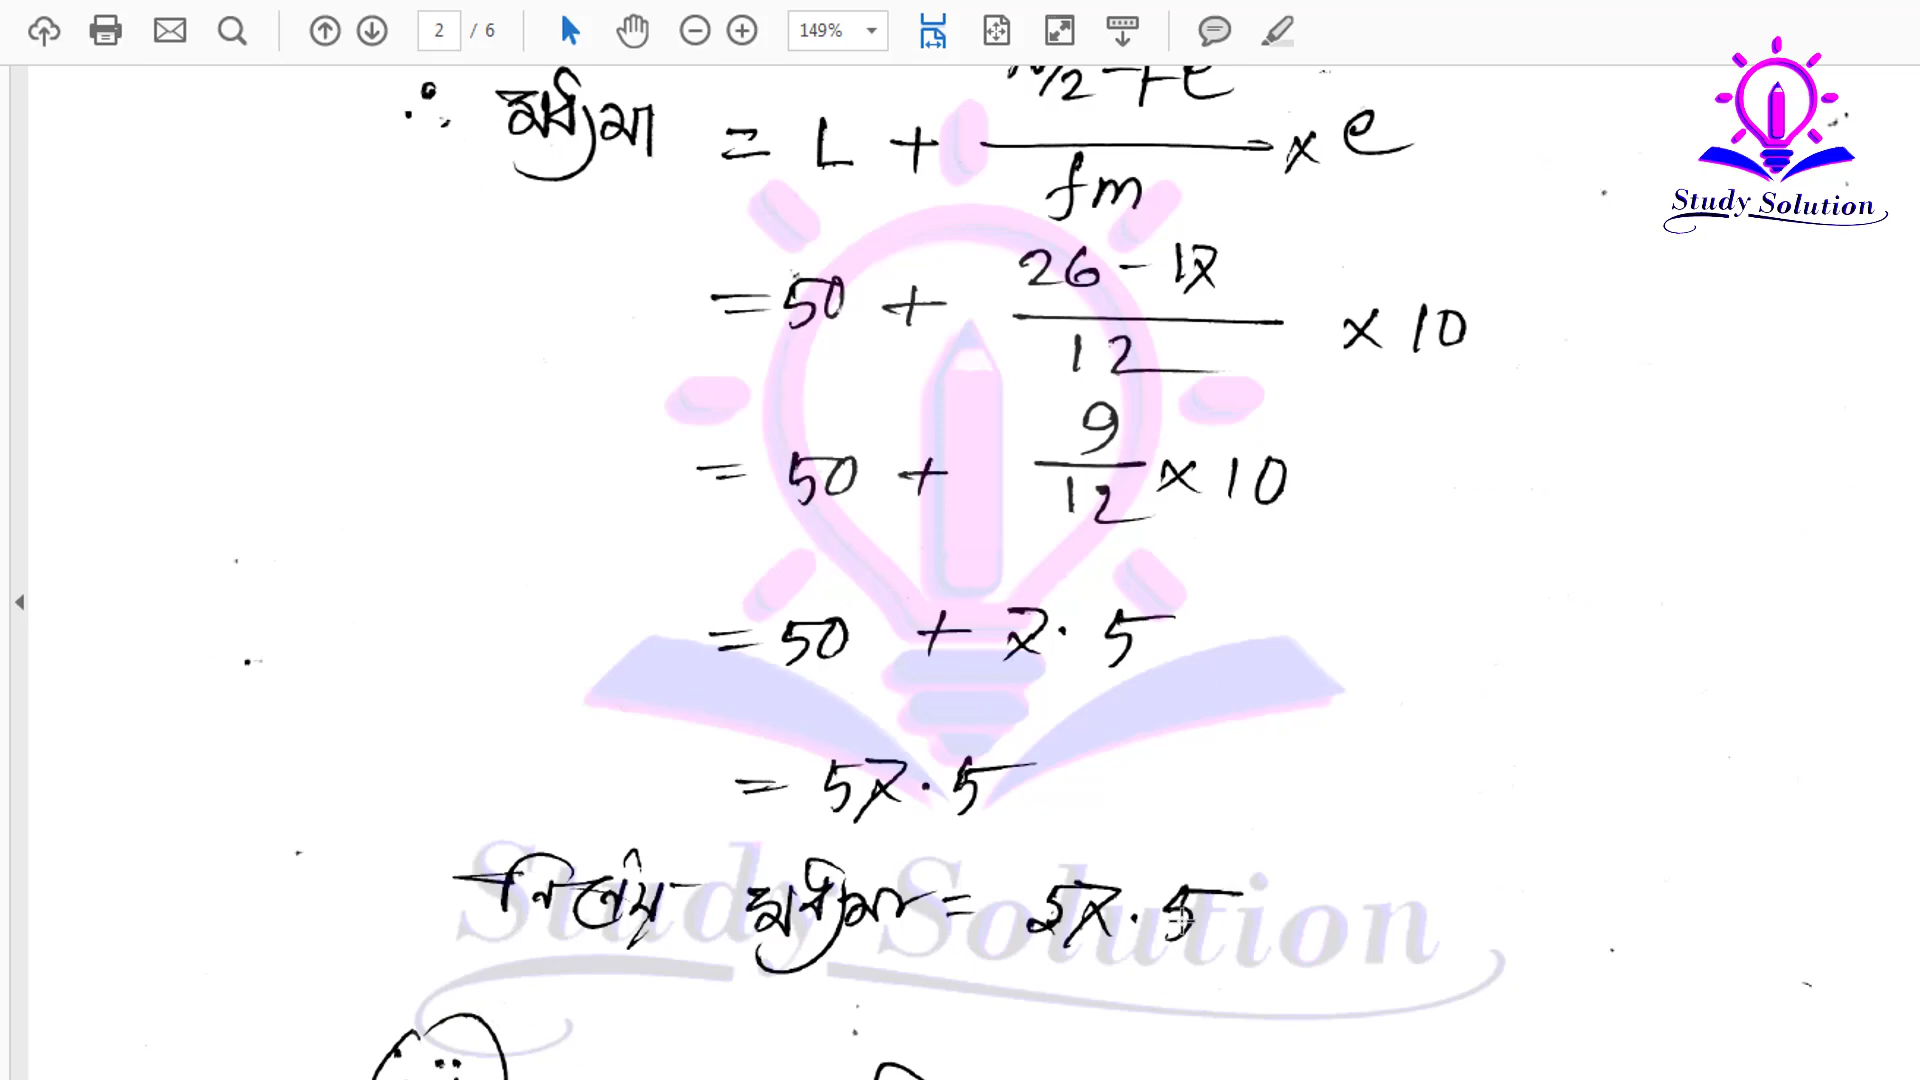 2 / 6
149%
Study Solution
n/2 - Fc
∴ মধ্যমা = L + ―――― × c
fm
= 50 + 26 - 17 / 12 × 10
= 50 + 9/12 × 10
= 50 + 7.5
= 57.5
নির্ণেয় মধ্যমা = 57.5
Study Solution